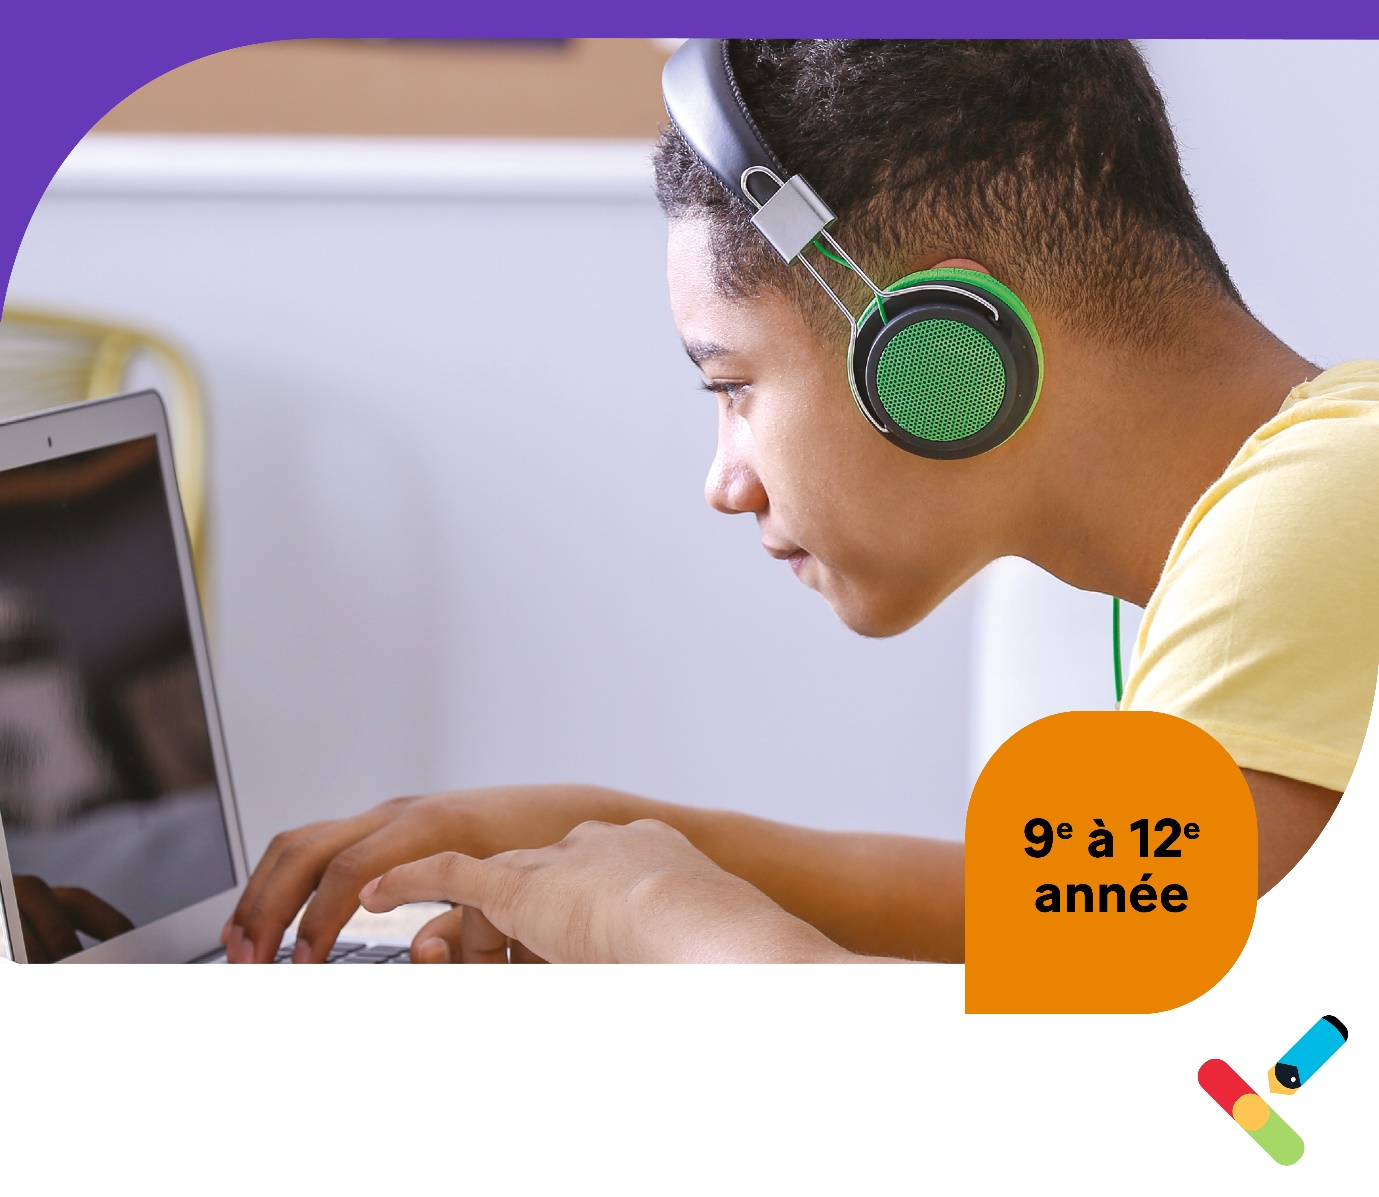 9ᵉ à 12ᵉ
année